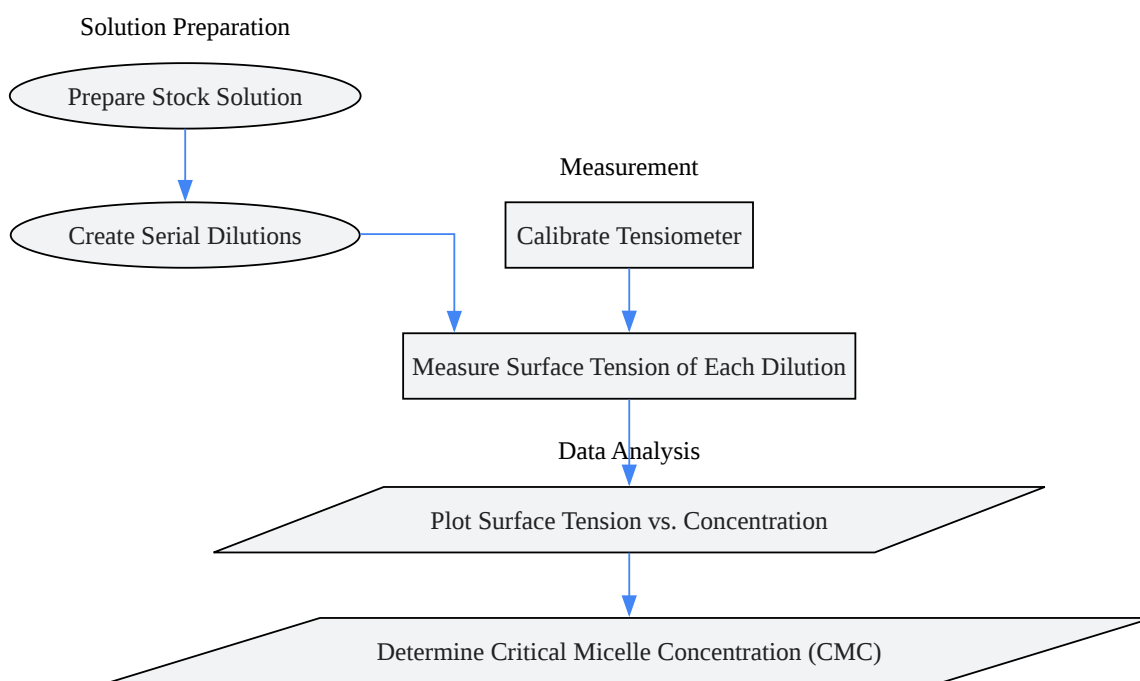 Solution Preparation
Prepare Stock Solution
Create Serial Dilutions
Measurement
Calibrate Tensiometer
Measure Surface Tension of Each Dilution
Data Analysis
Plot Surface Tension vs. Concentration
Determine Critical Micelle Concentration (CMC)